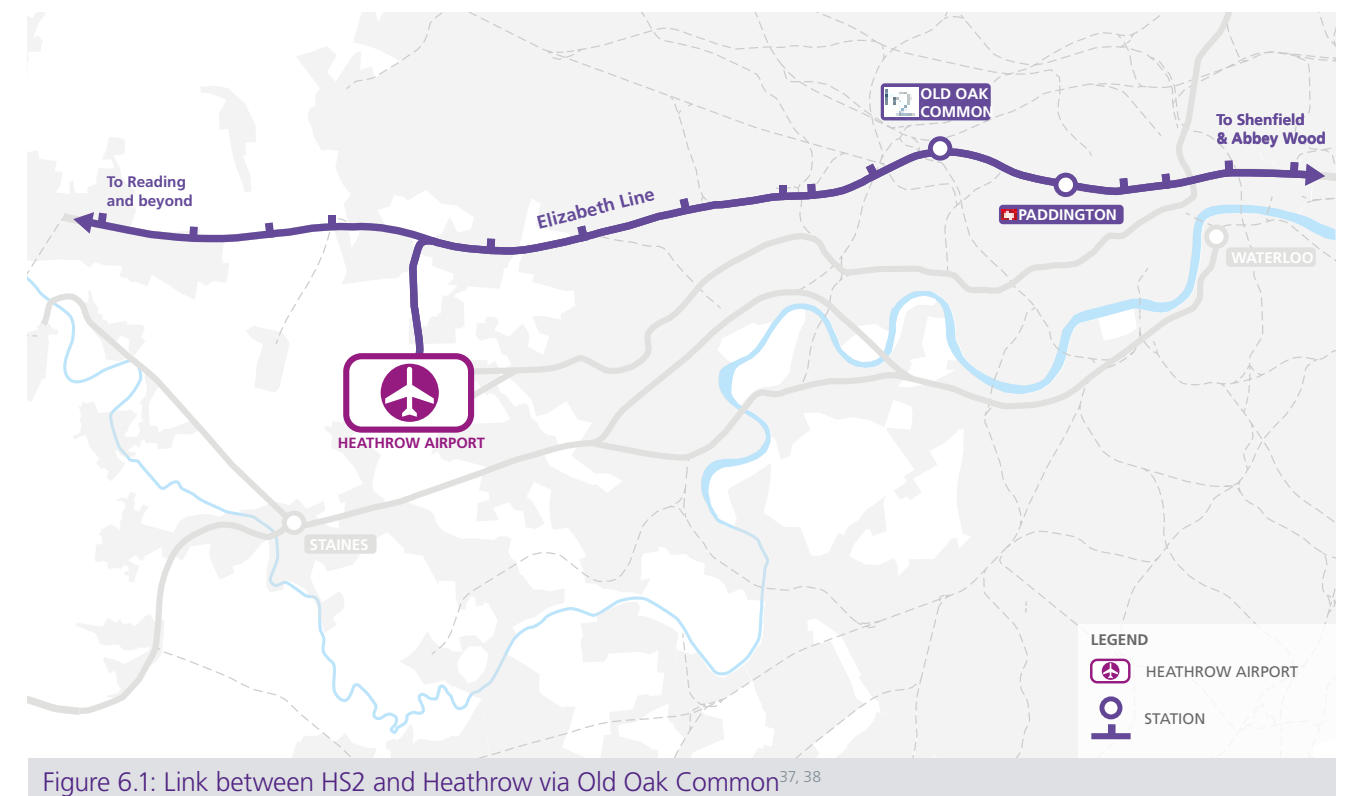 OLD OAK
COMMON
To Shenfield
& Abbey Wood
To Reading
and beyond
Elizabeth Line
PADDINGTON
WATERLOO
HEATHROW AIRPORT
STAINES
LEGEND
HEATHROW AIRPORT
STATION
Figure 6.1: Link between HS2 and Heathrow via Old Oak Common37, 38